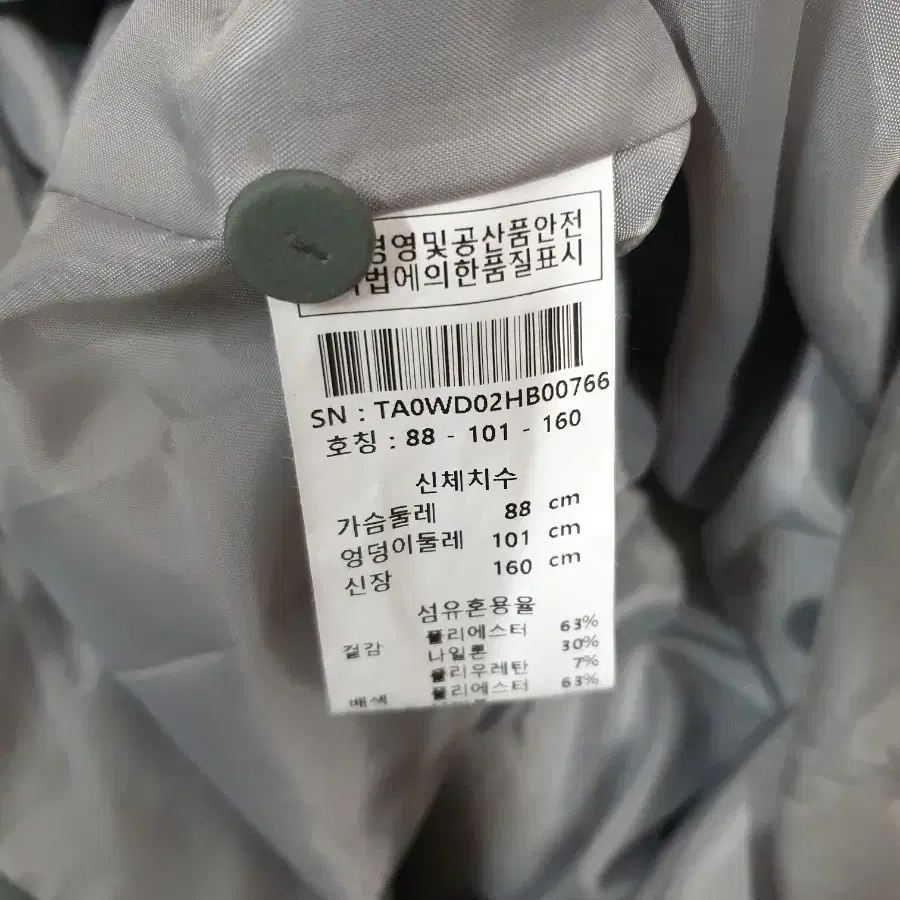 영및공산품안전
법에의한품질표시
SN : TA0WD02HB00766
호칭 : 88 - 101 - 160
신체치수
가슴둘레 88 cm
엉덩이둘레 101 cm
신장 160 cm
섬유혼용율
겉감 폴리에스터 63%
나일론 30%
폴리우레탄 7%
배색 폴리에스터 63%